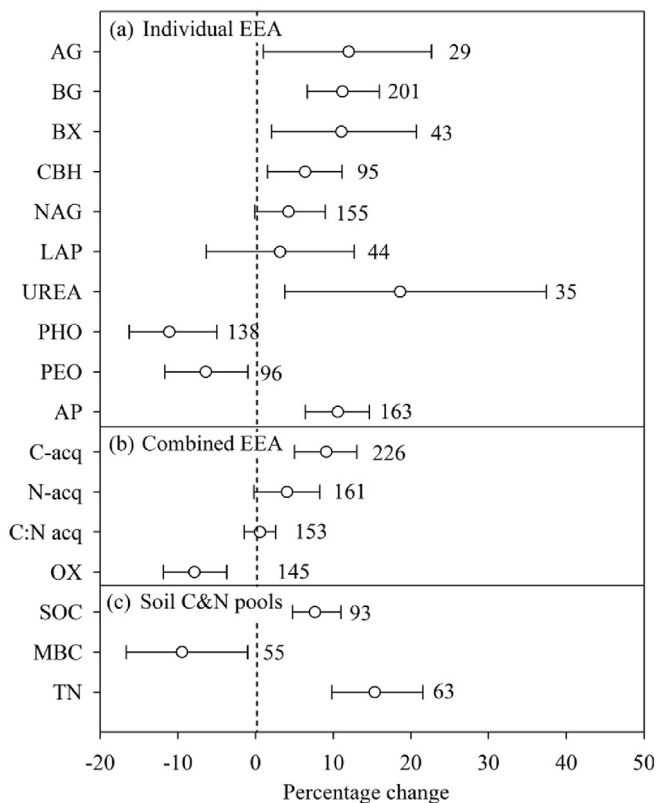 (a) Individual EEA
AG 29
BG 201
BX 43
CBH 95
NAG 155
LAP 44
UREA 35
PHO 138
PEO 96
AP 163
(b) Combined EEA
C-acq 226
N-acq 161
C:N acq 153
OX 145
(c) Soil C&N pools
SOC 93
MBC 55
TN 63
-20 -10 0 10 20 30 40 50
Percentage change